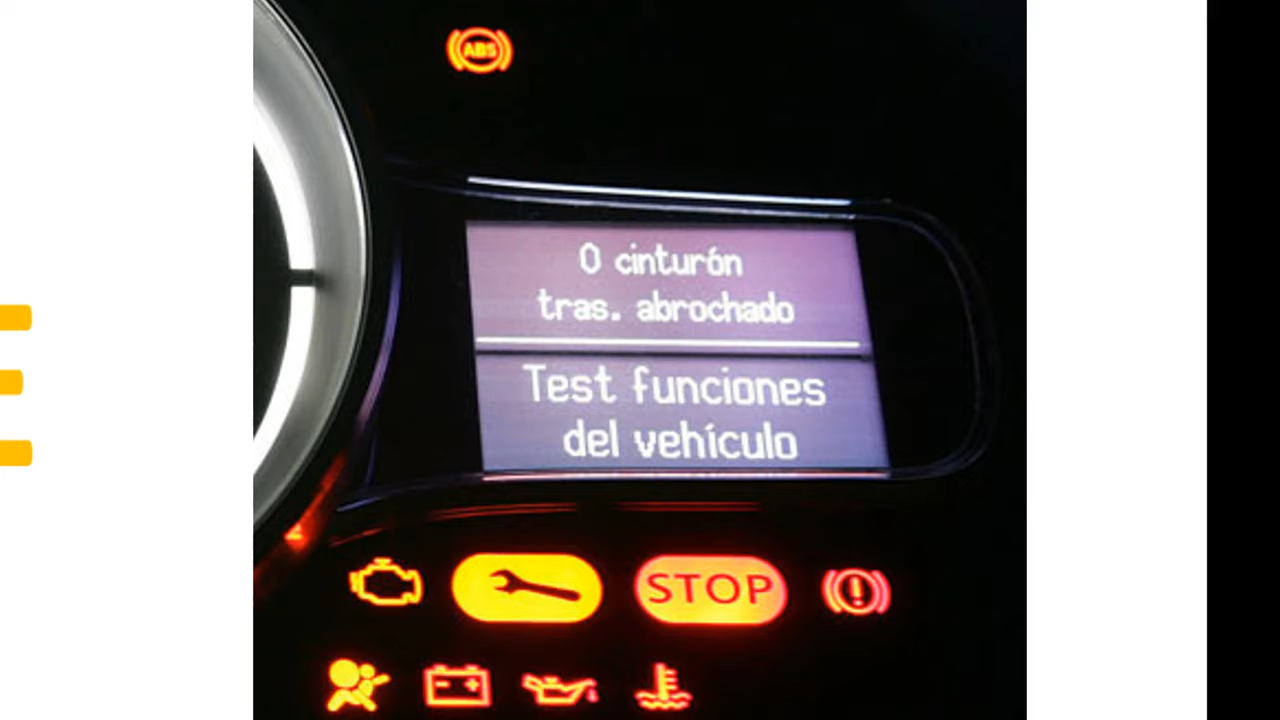 ABS
0 cinturón
tras. abrochado
Test funciones
del vehículo
STOP